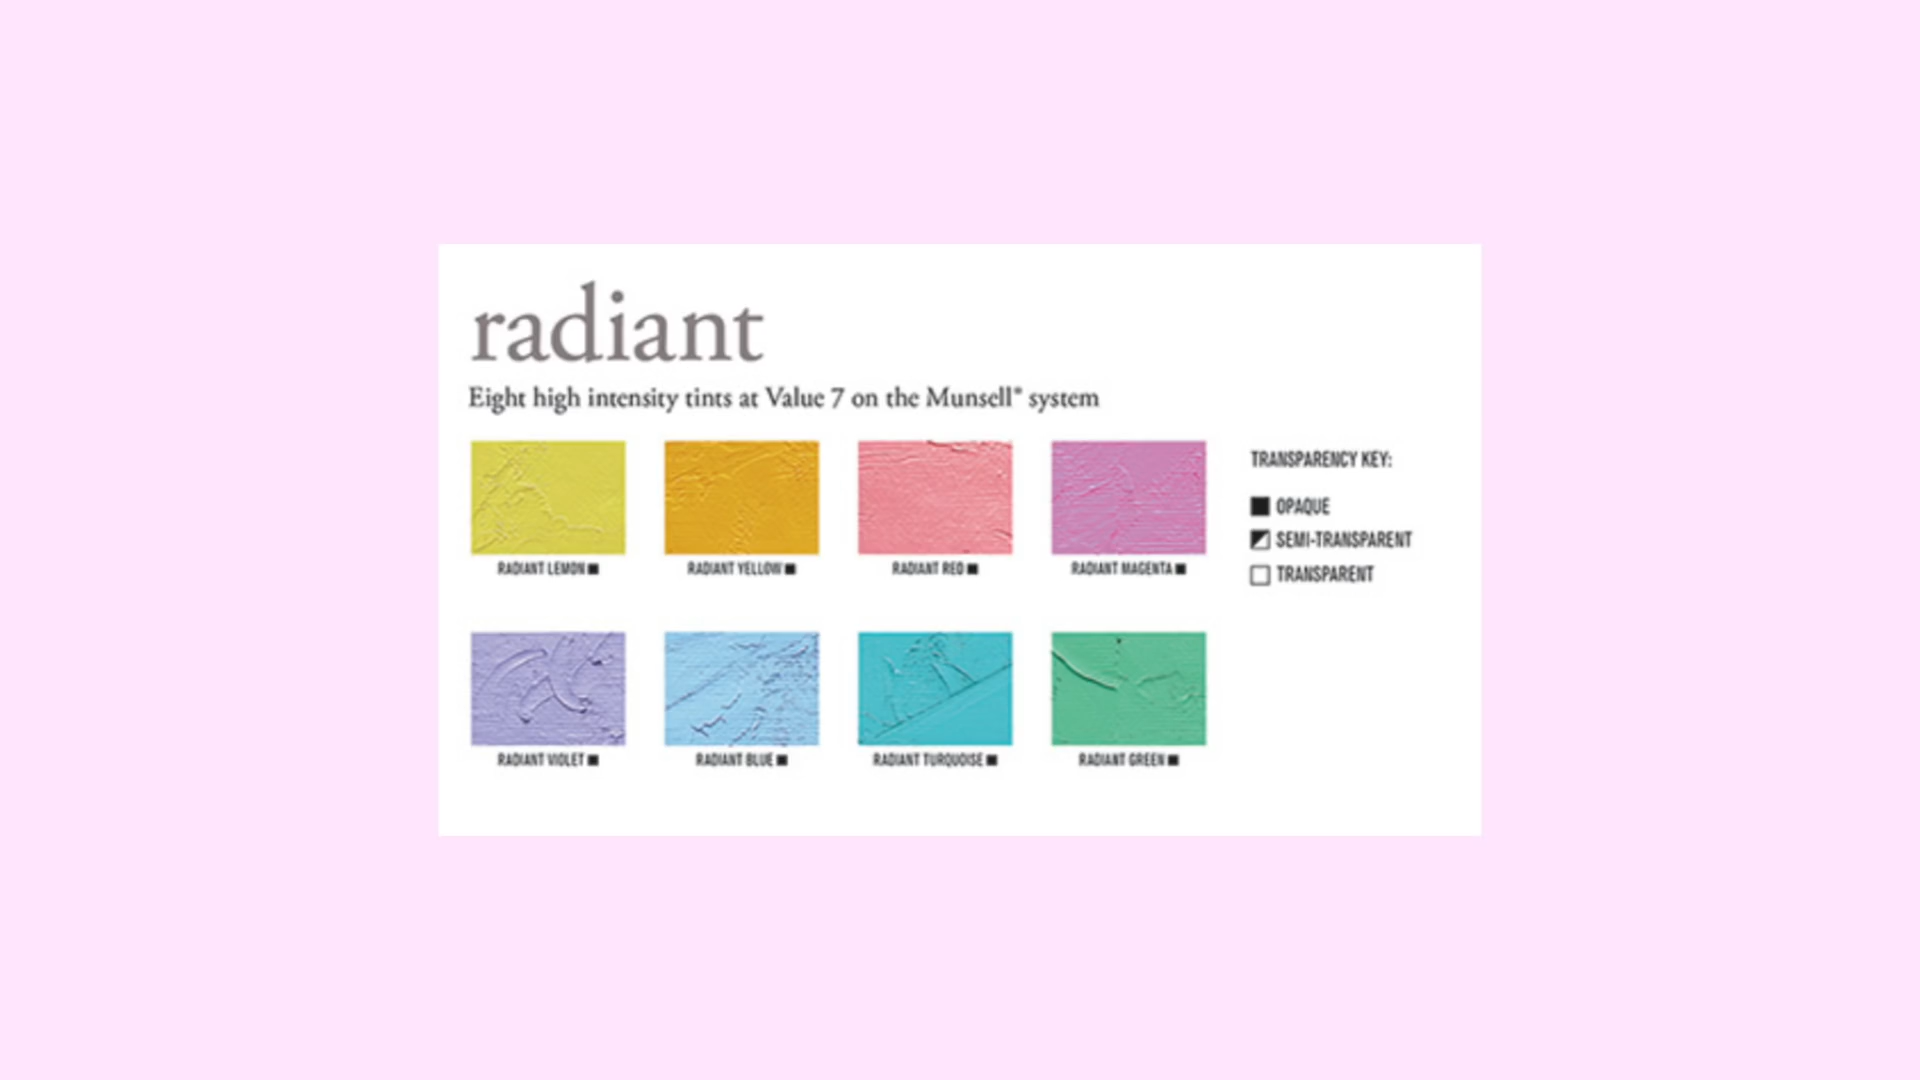 radiant
Eight high intensity tints at Value 7 on the Munsell® system
RADIANT LEMON
RADIANT YELLOW
RADIANT RED
RADIANT MAGENTA
TRANSPARENCY KEY:
OPAQUE
SEMI-TRANSPARENT
TRANSPARENT
RADIANT VIOLET
RADIANT BLUE
RADIANT TURQUOISE
RADIANT GREEN